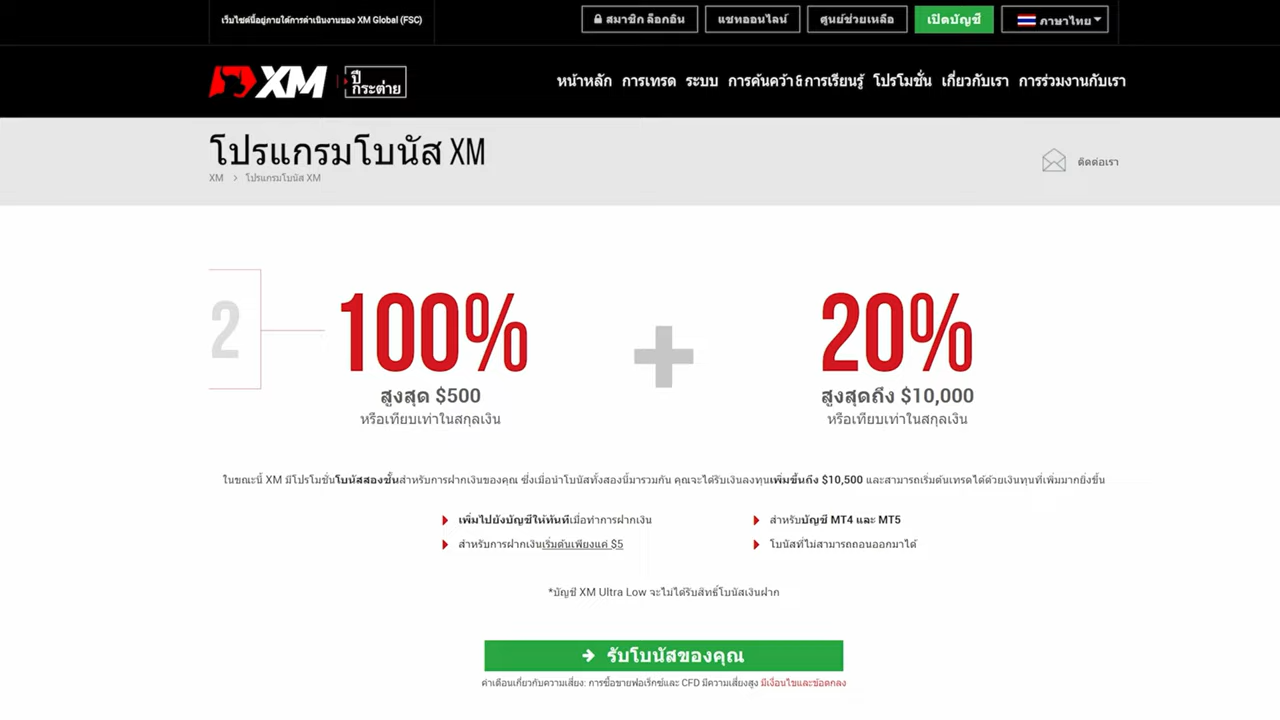 เว็บไซต์นี้อยู่ภายใต้การดำเนินงานของ XM Global (FSC)
สมาชิก ล็อกอิน แชทออนไลน์ ศูนย์ช่วยเหลือ เปิดบัญชี ภาษาไทย
XM ปีกระต่าย
หน้าหลัก การเทรด ระบบ การค้นคว้า&การเรียนรู้ โปรโมชั่น เกี่ยวกับเรา การร่วมงานกับเรา
โปรแกรมโบนัส XM
XM > โปรแกรมโบนัส XM
ติดต่อเรา
2
100% + 20%
สูงสุด $500 สูงสุดถึง $10,000
หรือเทียบเท่าในสกุลเงิน หรือเทียบเท่าในสกุลเงิน
ในขณะนี้ XM มีโปรโมชั่นโบนัสสองชั้นสำหรับการฝากเงินของคุณ ซึ่งเมื่อนำโบนัสทั้งสองนี้มารวมกัน คุณจะได้รับเงินลงทุนเพิ่มขึ้นถึง $10,500 และสามารถเริ่มต้นเทรดได้ด้วยเงินทุนที่เพิ่มมากยิ่งขึ้น
เพิ่มไปยังบัญชีให้ทันทีเมื่อทำการฝากเงิน สำหรับบัญชี MT4 และ MT5
สำหรับการฝากเงินเริ่มต้นเพียงแค่ $5 โบนัสที่ไม่สามารถถอนออกมาได้
*บัญชี XM Ultra Low จะไม่ได้รับสิทธิ์โบนัสเงินฝาก
รับโบนัสของคุณ
คำเตือนเกี่ยวกับความเสี่ยง: การซื้อขายฟอเร็กซ์และ CFD มีความเสี่ยงสูง มีเงื่อนไขและข้อตกลง